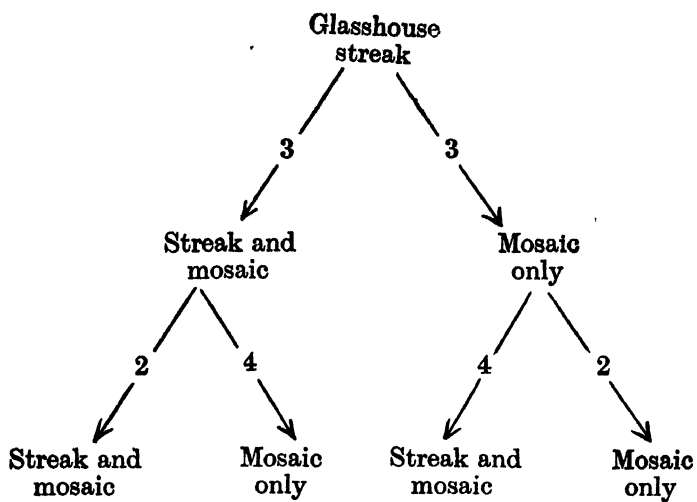 Glasshouse
streak
3 3
Streak and
mosaic
Mosaic
only
2 4 4 2
Streak and
mosaic
Mosaic
only
Streak and
mosaic
Mosaic
only